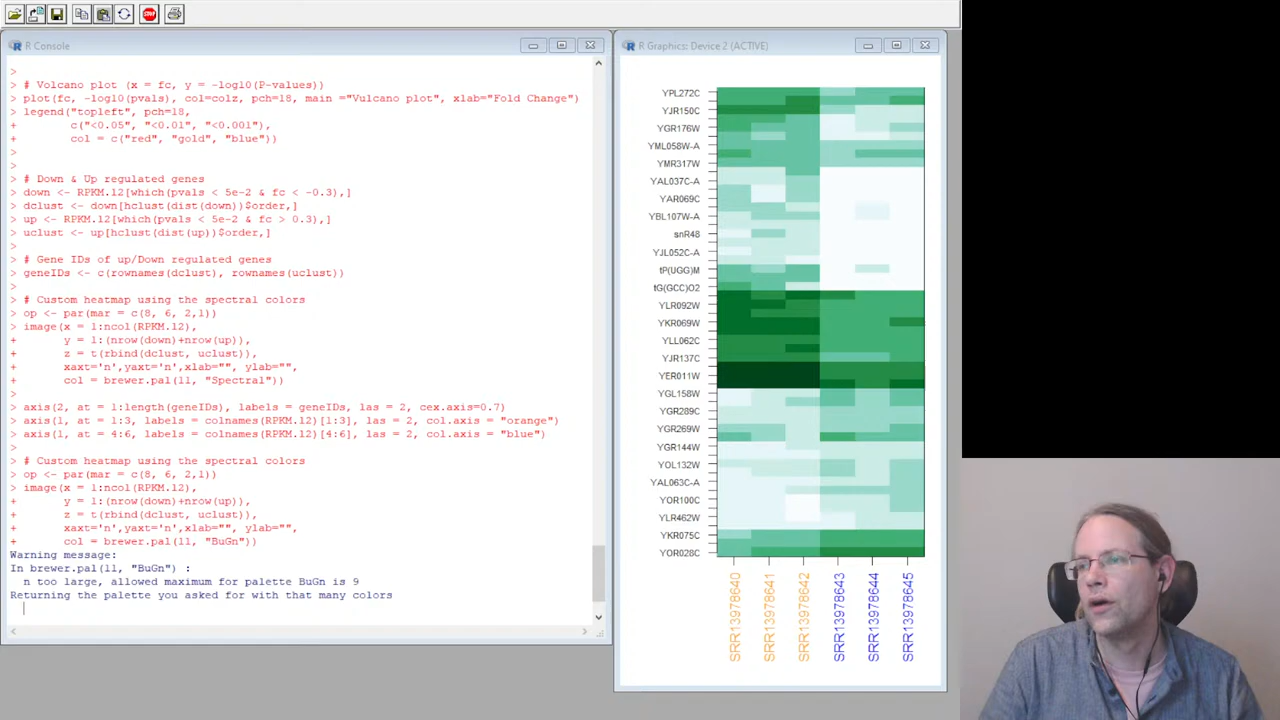 R Console
>
> # Volcano plot (x = fc, y = -log10(P-values))
> plot(fc, -log10(pvals), col=colz, pch=18, main ="Vulcano plot", xlab="Fold Change")
> legend("topleft", pch=18,
+ c("<0.05", "<0.01", "<0.001"),
+ col = c("red", "gold", "blue"))
>
>
> # Down & Up regulated genes
> down <- RPKM.12[which(pvals < 5e-2 & fc < -0.3),]
> dclust <- down[hclust(dist(down))$order,]
> up <- RPKM.12[which(pvals < 5e-2 & fc > 0.3),]
> uclust <- up[hclust(dist(up))$order,]
>
> # Gene IDs of up/Down regulated genes
> geneIDs <- c(rownames(dclust), rownames(uclust))
>
> # Custom heatmap using the spectral colors
> op <- par(mar = c(8, 6, 2,1))
> image(x = 1:ncol(RPKM.12),
+ y = 1:(nrow(down)+nrow(up)),
+ z = t(rbind(dclust, uclust)),
+ xaxt='n',yaxt='n',xlab="", ylab="",
+ col = brewer.pal(11, "Spectral"))
>
> axis(2, at = 1:length(geneIDs), labels = geneIDs, las = 2, cex.axis=0.7)
> axis(1, at = 1:3, labels = colnames(RPKM.12)[1:3], las = 2, col.axis = "orange")
> axis(1, at = 4:6, labels = colnames(RPKM.12)[4:6], las = 2, col.axis = "blue")
>
> # Custom heatmap using the spectral colors
> op <- par(mar = c(8, 6, 2,1))
> image(x = 1:ncol(RPKM.12),
+ y = 1:(nrow(down)+nrow(up)),
+ z = t(rbind(dclust, uclust)),
+ xaxt='n',yaxt='n',xlab="", ylab="",
+ col = brewer.pal(11, "BuGn"))
Warning message:
In brewer.pal(11, "BuGn") :
n too large, allowed maximum for palette BuGn is 9
Returning the palette you asked for with that many colors
R Graphics: Device 2 (ACTIVE)
YPL272C
YJR150C
YGR176W
YML058W-A
YMR317W
YAL037C-A
YAR069C
YBL107W-A
snR48
YJL052C-A
tP(UGG)M
tG(GCC)O2
YLR092W
YKR069W
YLL062C
YJR137C
YER011W
YGL158W
YGR289C
YGR269W
YGR144W
YOL132W
YAL063C-A
YOR100C
YLR462W
YKR075C
YOR028C
SRR13978640
SRR13978641
SRR13978642
SRR13978643
SRR13978644
SRR13978645